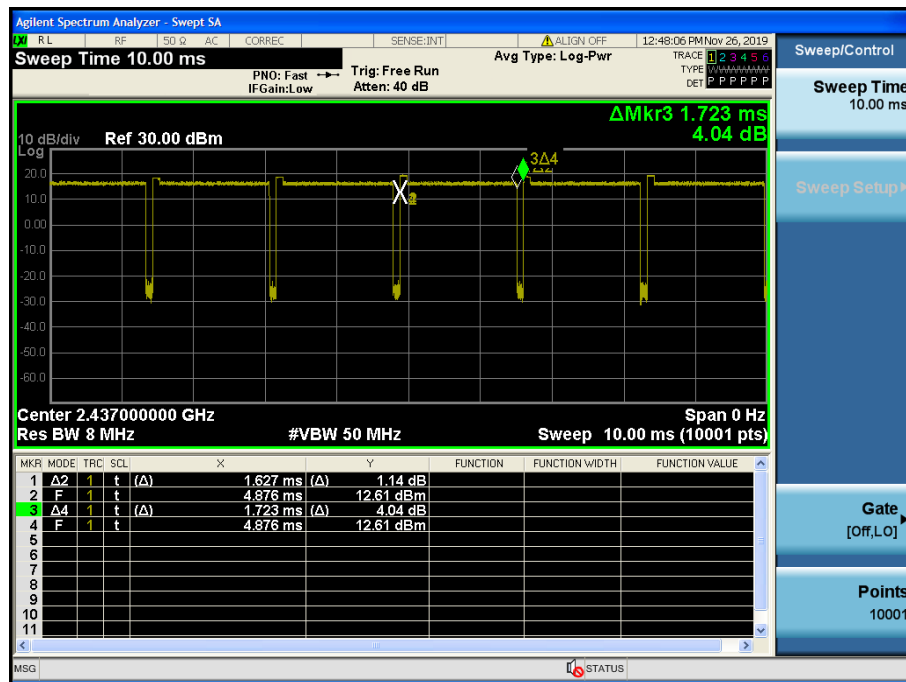 Agilent Spectrum Analyzer - Swept SA
LXI RL RF 50 Ω AC CORREC SENSE:INT ALIGN OFF 12:48:06 PM Nov 26, 2019
Sweep Time 10.00 ms
PNO: Fast
IFGain:Low
Trig: Free Run
Atten: 40 dB
Avg Type: Log-Pwr
TRACE 1 2 3 4 5 6
TYPE
DET P P P P P P
ΔMkr3 1.723 ms
4.04 dB
10 dB/div Ref 30.00 dBm
Log
20.0
10.0
0.00
-10.0
-20.0
-30.0
-40.0
-50.0
-60.0
3Δ4
Center 2.437000000 GHz Span 0 Hz
Res BW 8 MHz #VBW 50 MHz Sweep 10.00 ms (10001 pts)
MKR MODE TRC SCL X Y FUNCTION FUNCTION WIDTH FUNCTION VALUE
1 Δ2 1 t (Δ) 1.627 ms (Δ) 1.14 dB
2 F 1 t 4.876 ms 12.61 dBm
3 Δ4 1 t (Δ) 1.723 ms (Δ) 4.04 dB
4 F 1 t 4.876 ms 12.61 dBm
5
6
7
8
9
10
11
MSG STATUS
Sweep/Control
Sweep Time
10.00 ms
Sweep Setup
Gate
[Off,LO]
Points
10001